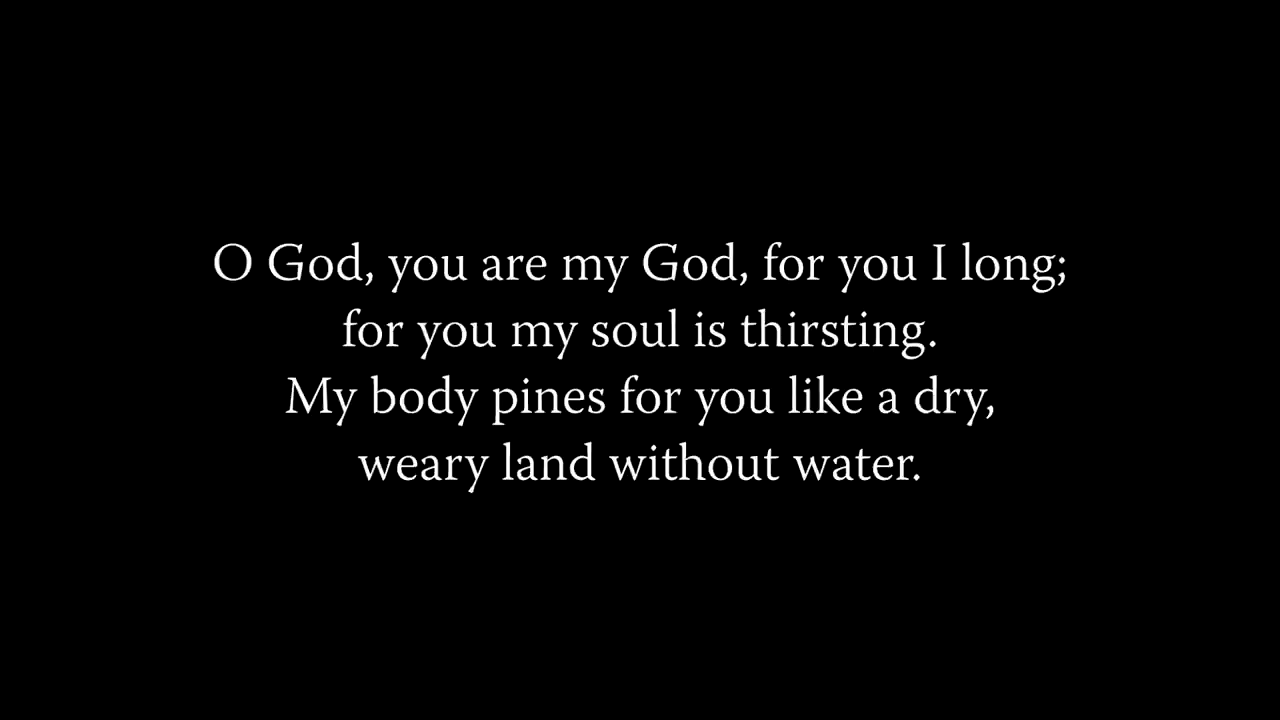 O God, you are my God, for you I long;
for you my soul is thirsting.
My body pines for you like a dry,
weary land without water.